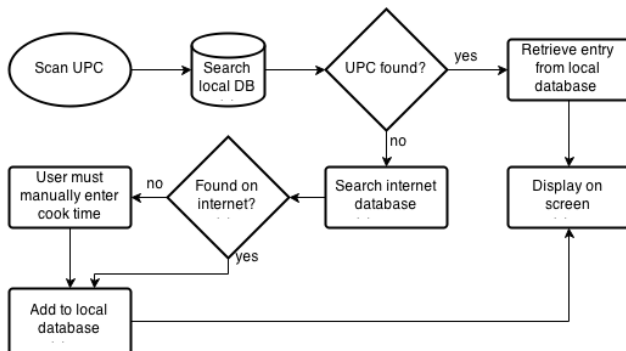 Scan UPC
Search
local DB
UPC found?
yes
Retrieve entry
from local
database
no
User must
manually enter
cook time
no
Found on
internet?
Search internet
database
Display on
screen
yes
Add to local
database